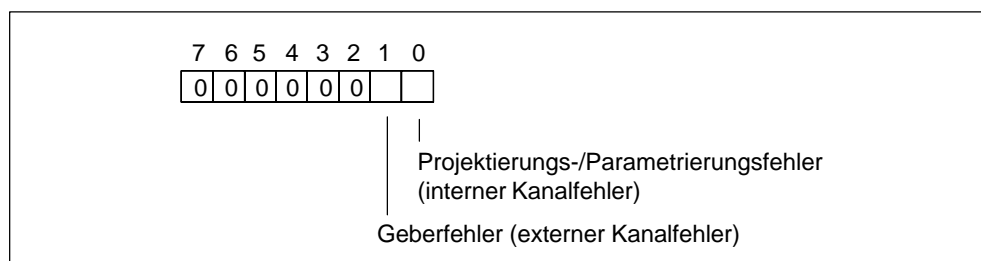 7 6 5 4 3 2 1 0
0 0 0 0 0 0
Projektierungs-/Parametrierungsfehler
(interner Kanalfehler)
Geberfehler (externer Kanalfehler)